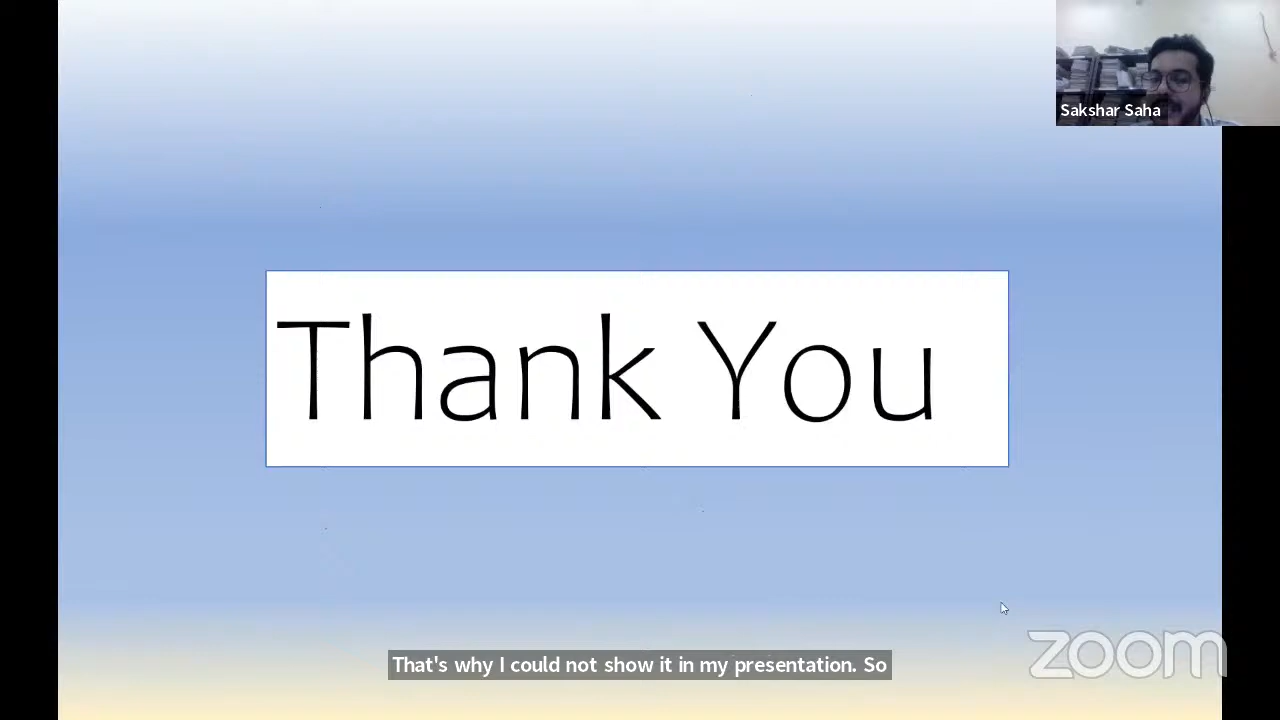 Sakshar Saha
Thank You
That's why I could not show it in my presentation. So
zoom